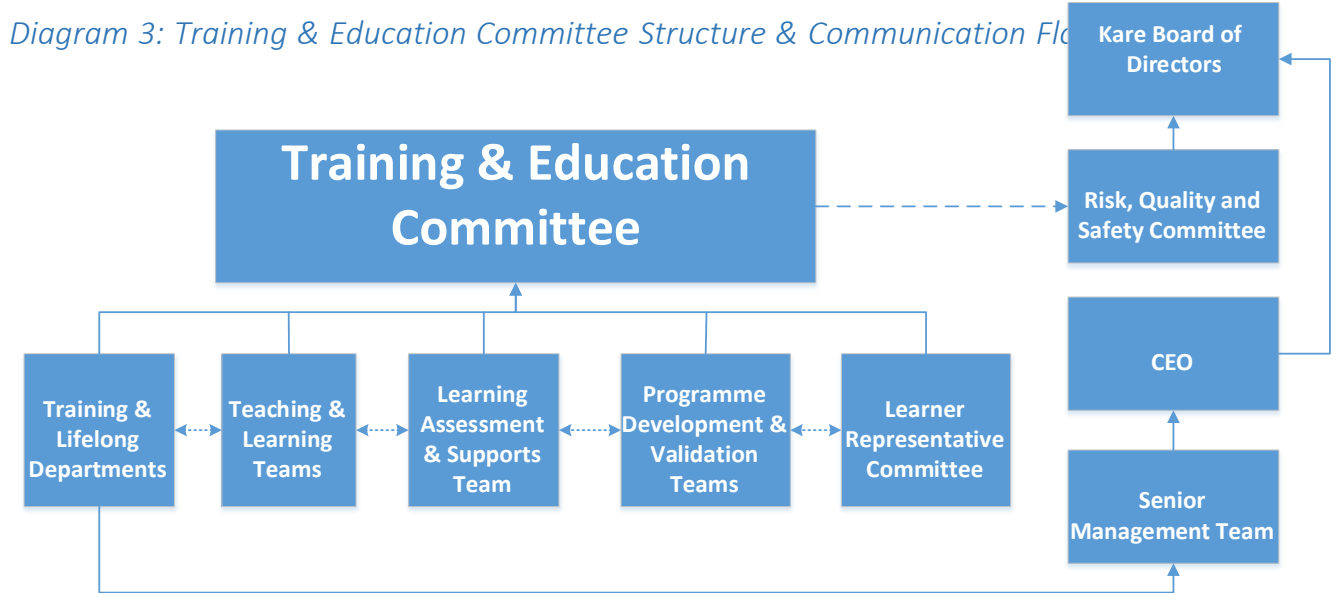 Diagram 3: Training & Education Committee Structure & Communication
Kare Board of
Directors
Training & Education
Committee
Risk, Quality and
Safety Committee
CEO
Training &
Lifelong
Departments
Teaching &
Learning
Teams
Learning
Assessment
& Supports
Team
Programme
Development &
Validation
Teams
Learner
Representative
Committee
Senior
Management Team